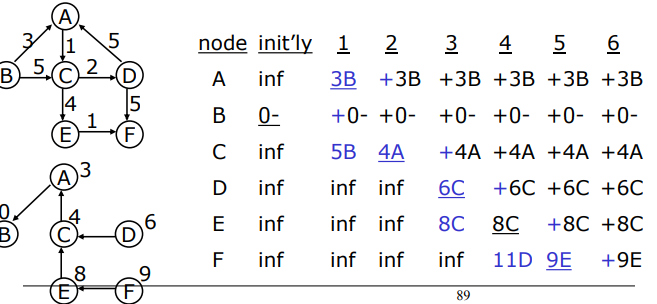 A
3 1 5
B 5 C 2 D
4 5
E 1 F
A 3
0 4 6
B C D
8 9
E F
node init'ly 1 2 3 4 5 6
A inf 3B +3B +3B +3B +3B +3B
B 0- +0- +0- +0- +0- +0- +0-
C inf 5B 4A +4A +4A +4A +4A
D inf inf inf 6C +6C +6C +6C
E inf inf inf 8C 8C +8C +8C
F inf inf inf inf 11D 9E +9E
89